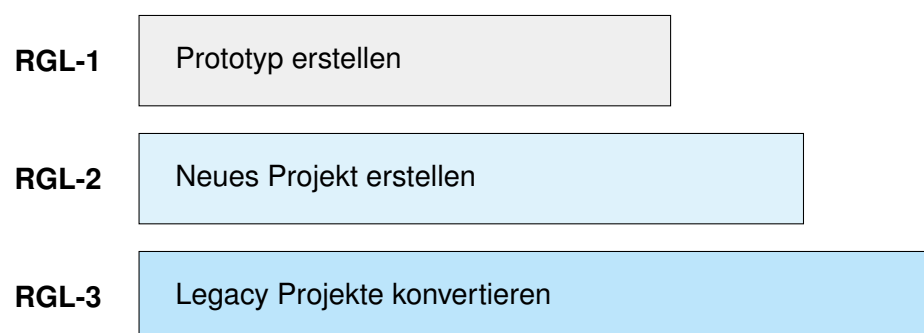 RGL-1 Prototyp erstellen
RGL-2 Neues Projekt erstellen
RGL-3 Legacy Projekte konvertieren